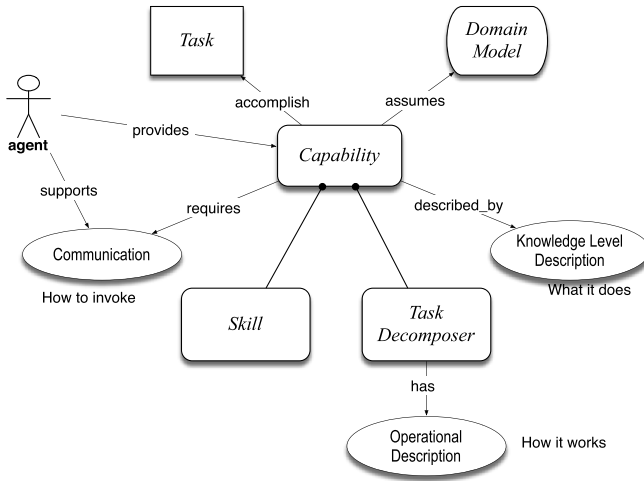 Task
Domain
Model
accomplish
assumes
agent
provides
Capability
supports
requires
described_by
Communication
Knowledge Level
Description
How to invoke
What it does
Skill
Task
Decomposer
has
Operational
Description
How it works